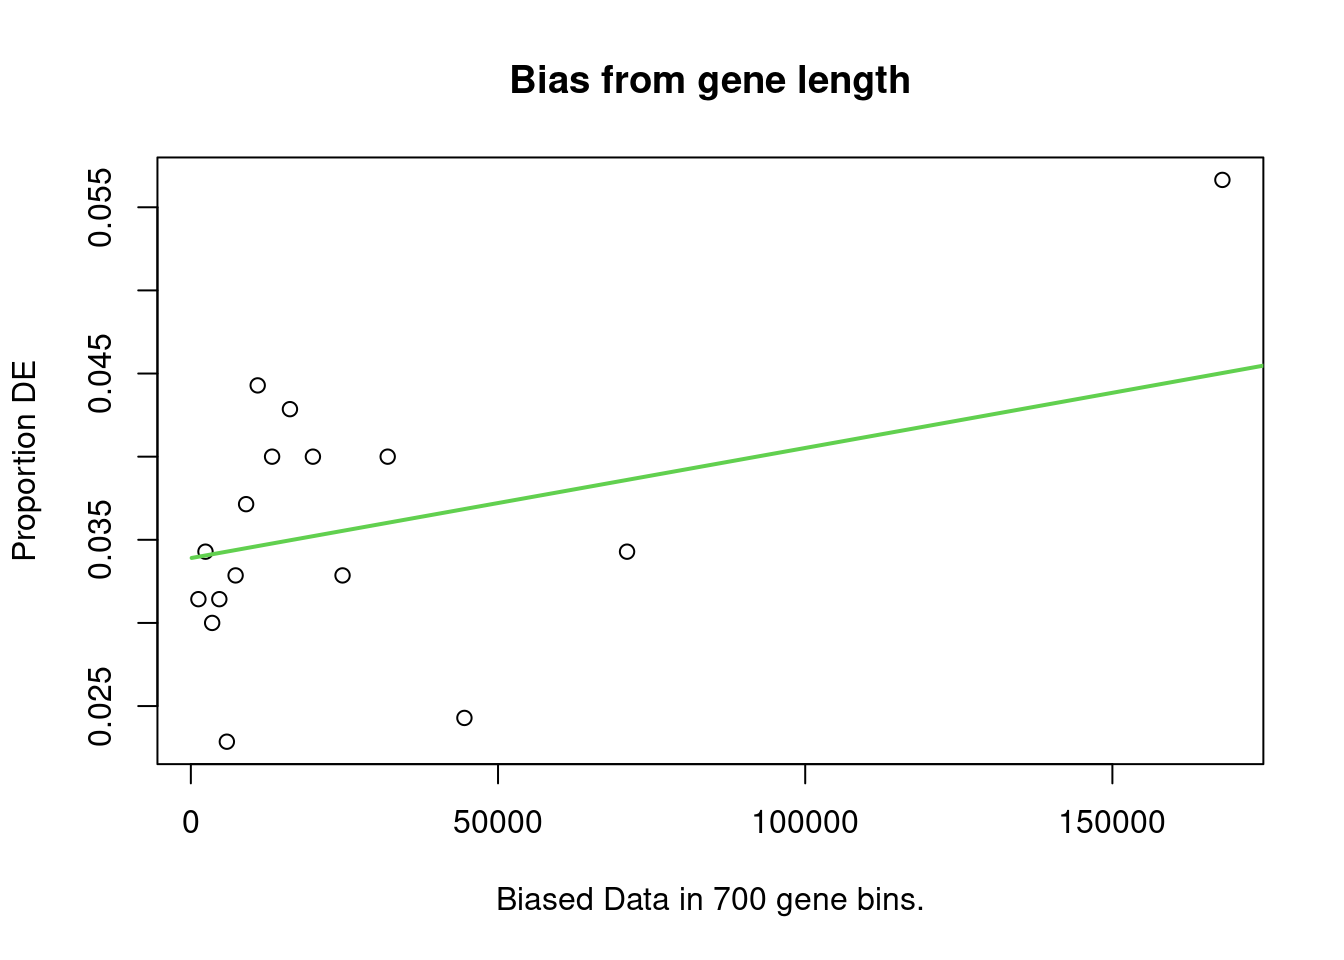 Bias from gene length
0.055
0.045
0.035
0.025
Proportion DE
0 50000 100000 150000
Biased Data in 700 gene bins.